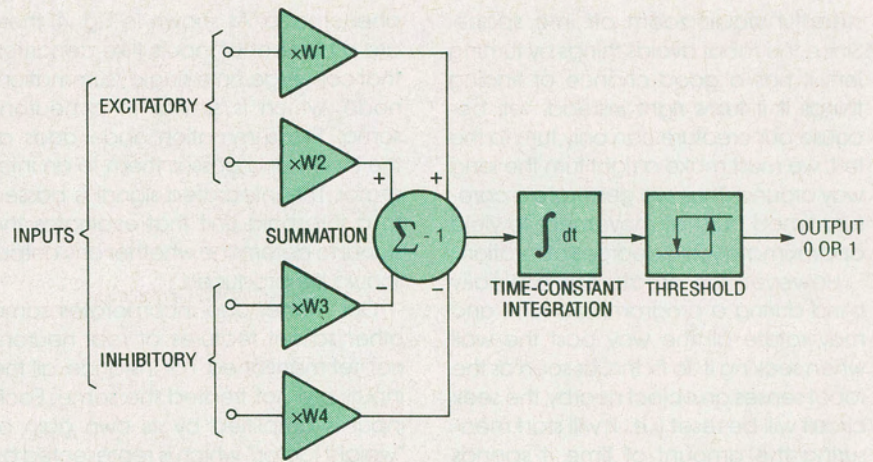 ×W1
EXCITATORY
×W2
+
+
INPUTS
SUMMATION
Σ - 1
∫ dt
OUTPUT
0 OR 1
–
–
TIME-CONSTANT
INTEGRATION
THRESHOLD
×W3
INHIBITORY
×W4